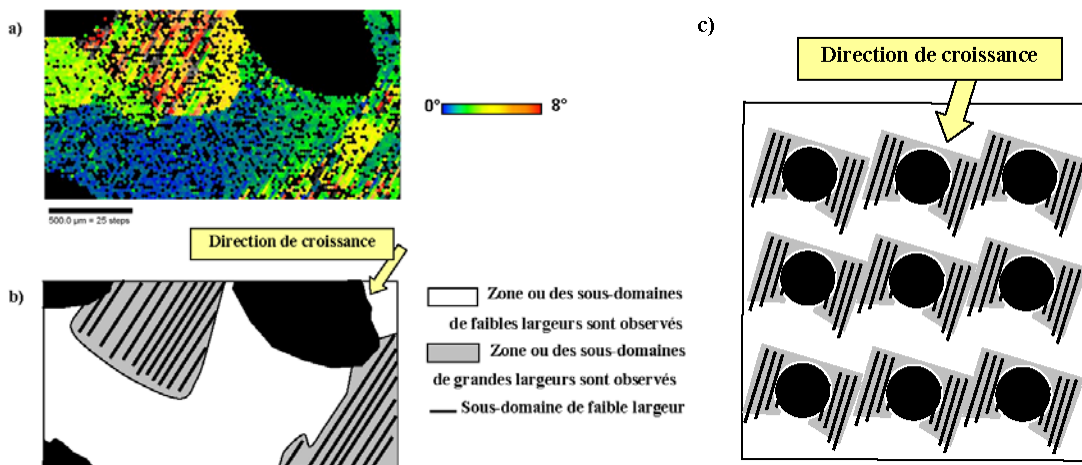 a)
0°
8°
500.0 µm = 25 steps
Direction de croissance
b)
Zone ou des sous-domaines
de faibles largeurs sont observés
Zone ou des sous-domaines
de grandes largeurs sont observés
Sous-domaine de faible largeur
c)
Direction de croissance